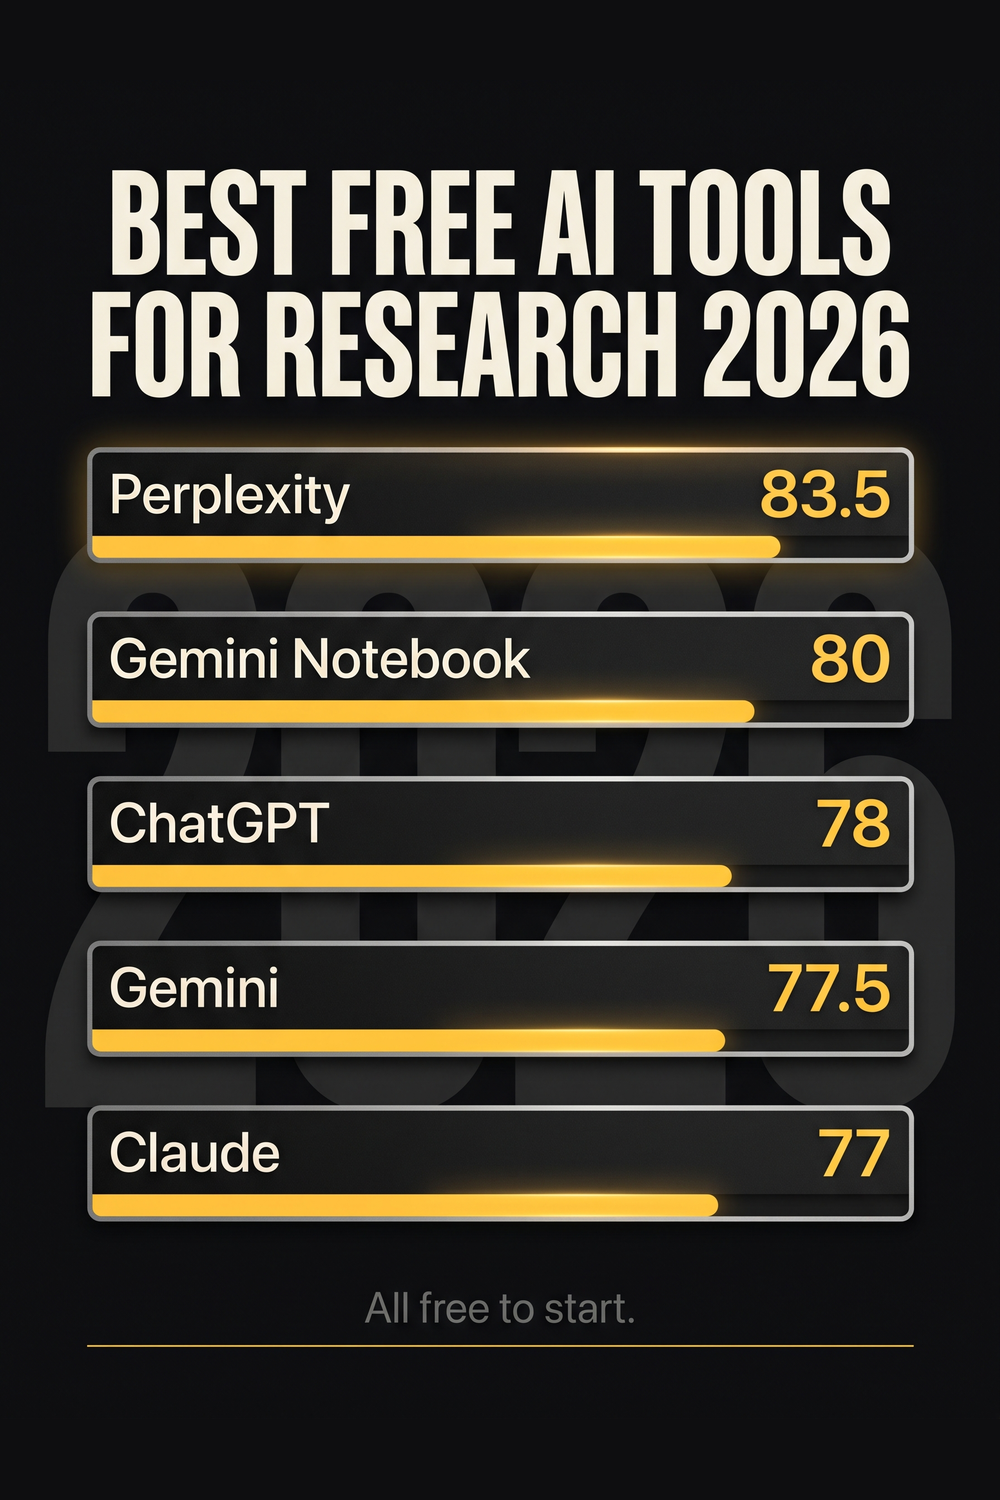 BEST FREE AI TOOLS
FOR RESEARCH 2026
Perplexity 83.5
Gemini Notebook 80
ChatGPT 78
Gemini 77.5
Claude 77
2026
All free to start.